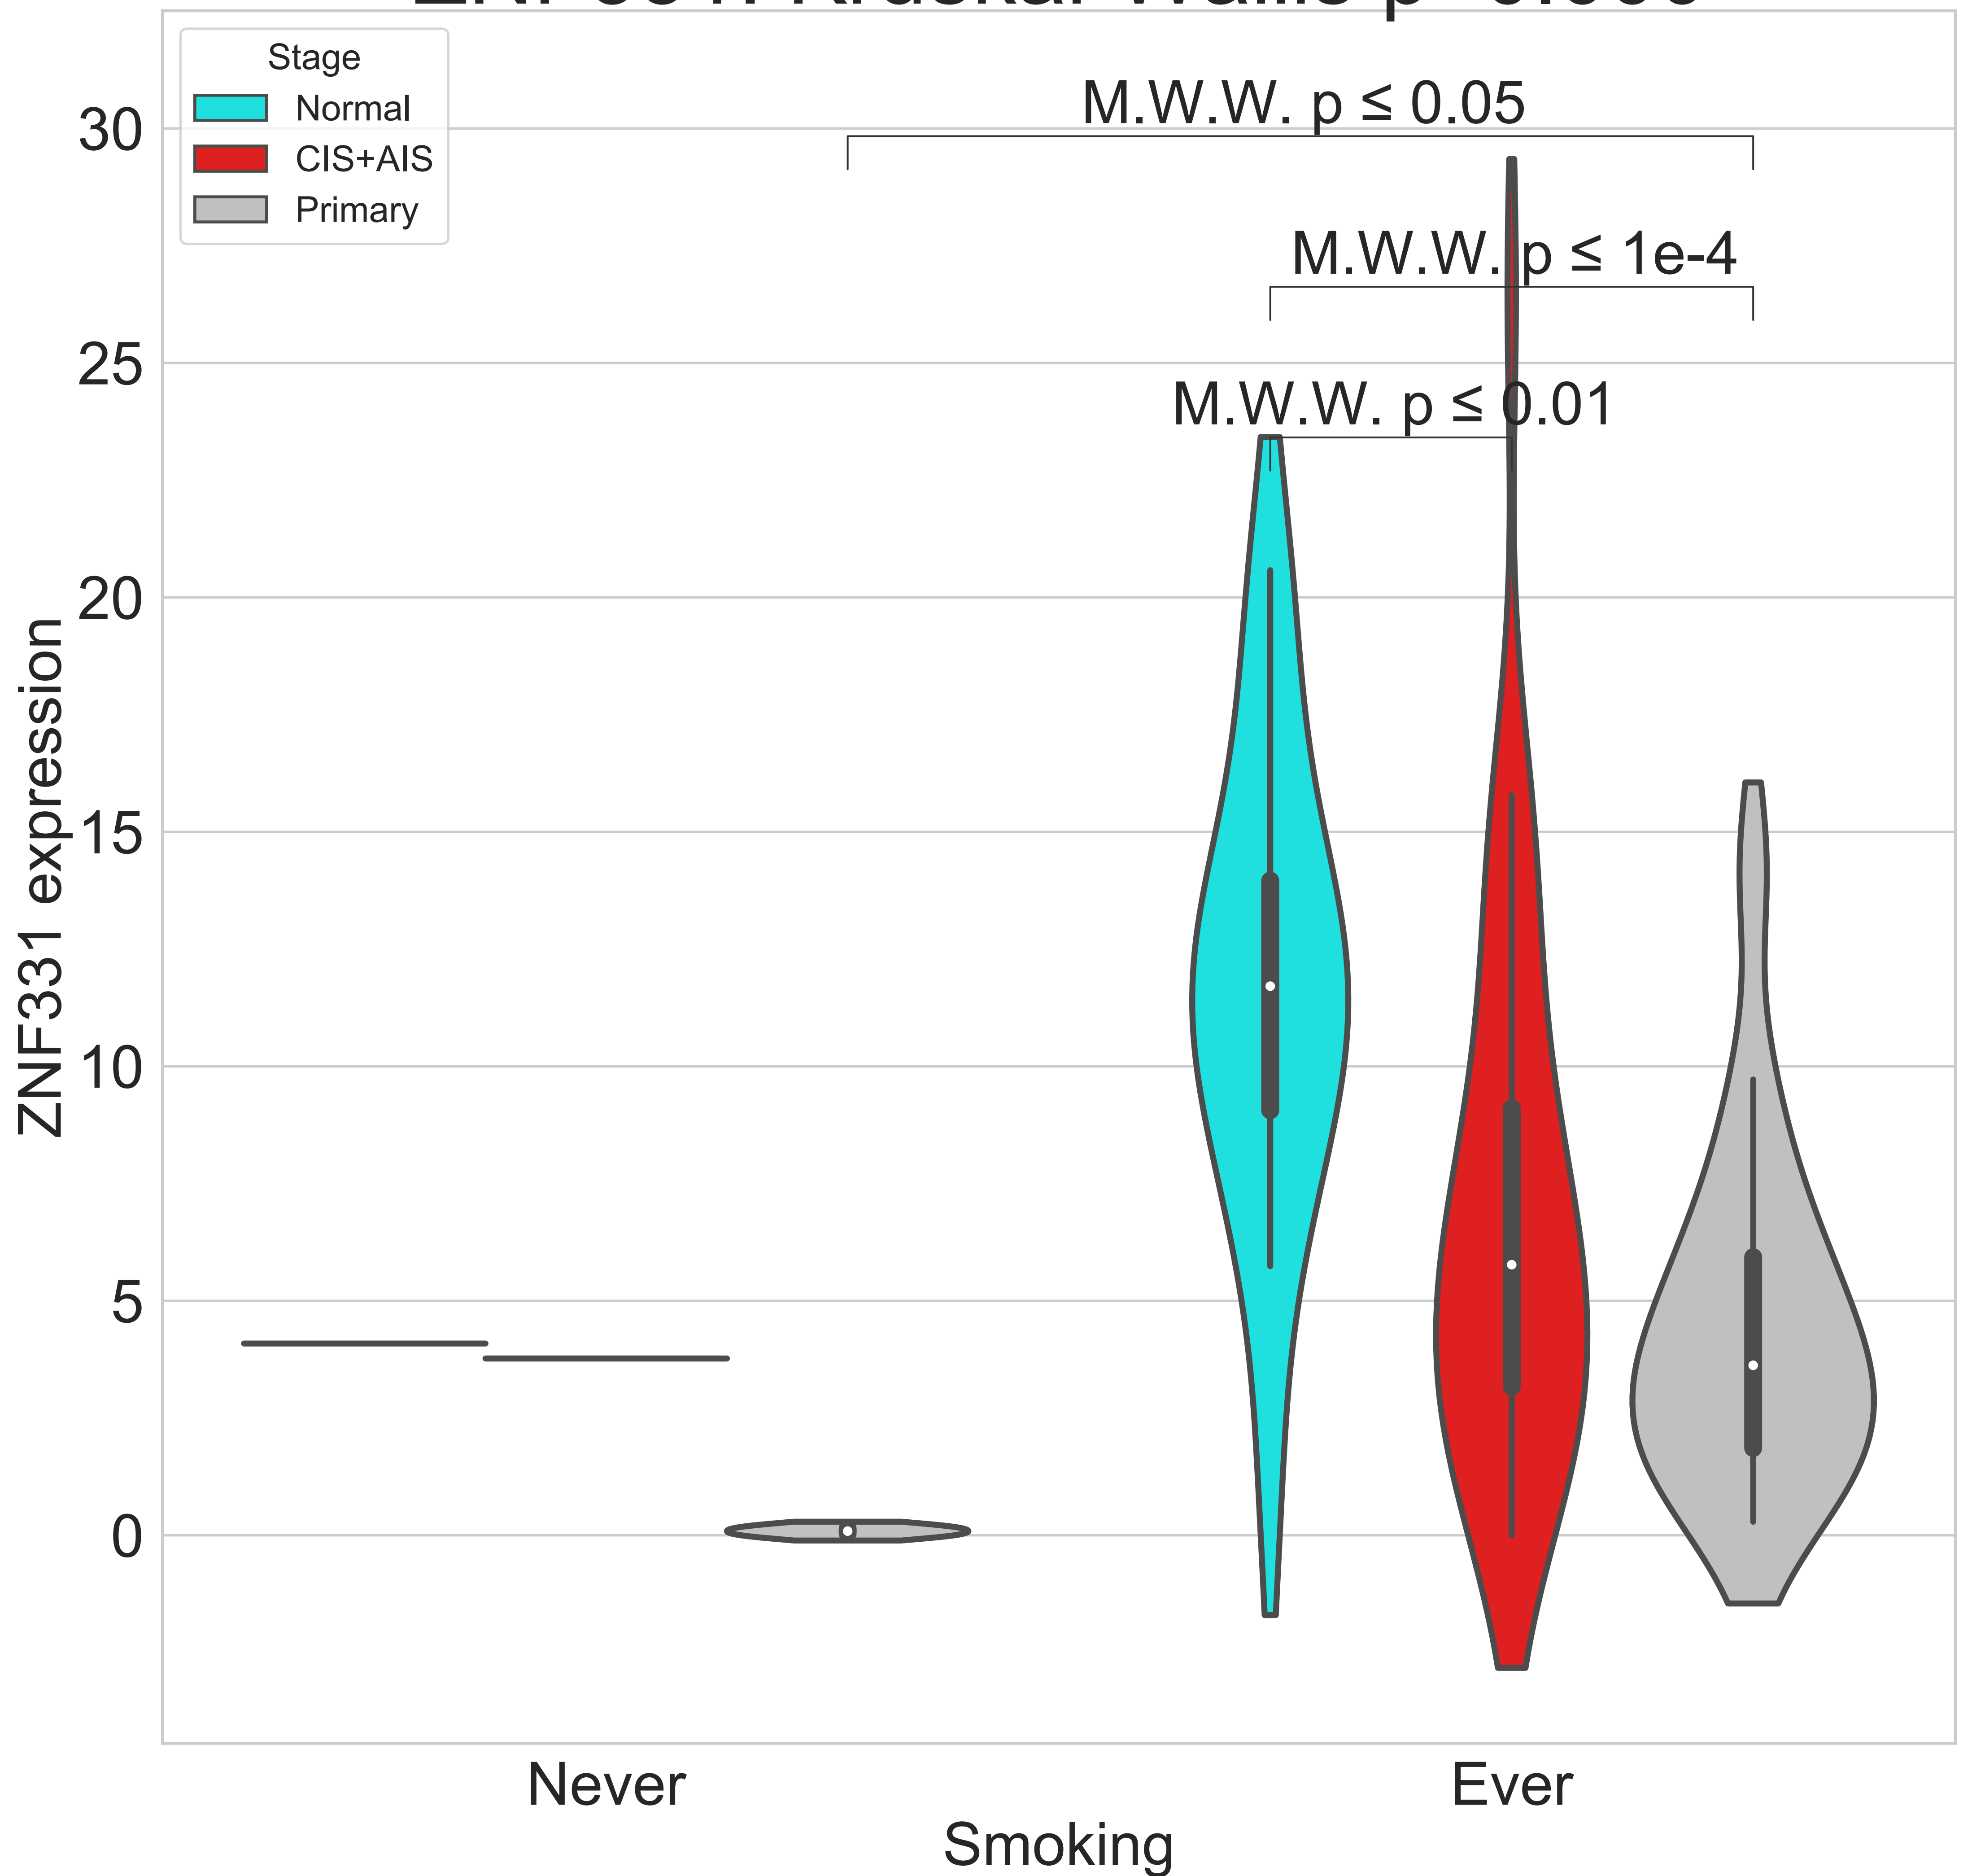 Stage
Normal
CIS+AIS
Primary
M.W.W. p ≤ 0.05
M.W.W. p ≤ 1e-4
M.W.W. p ≤ 0.01
30
25
20
15
10
5
0
ZNF331 expression
Never
Ever
Smoking